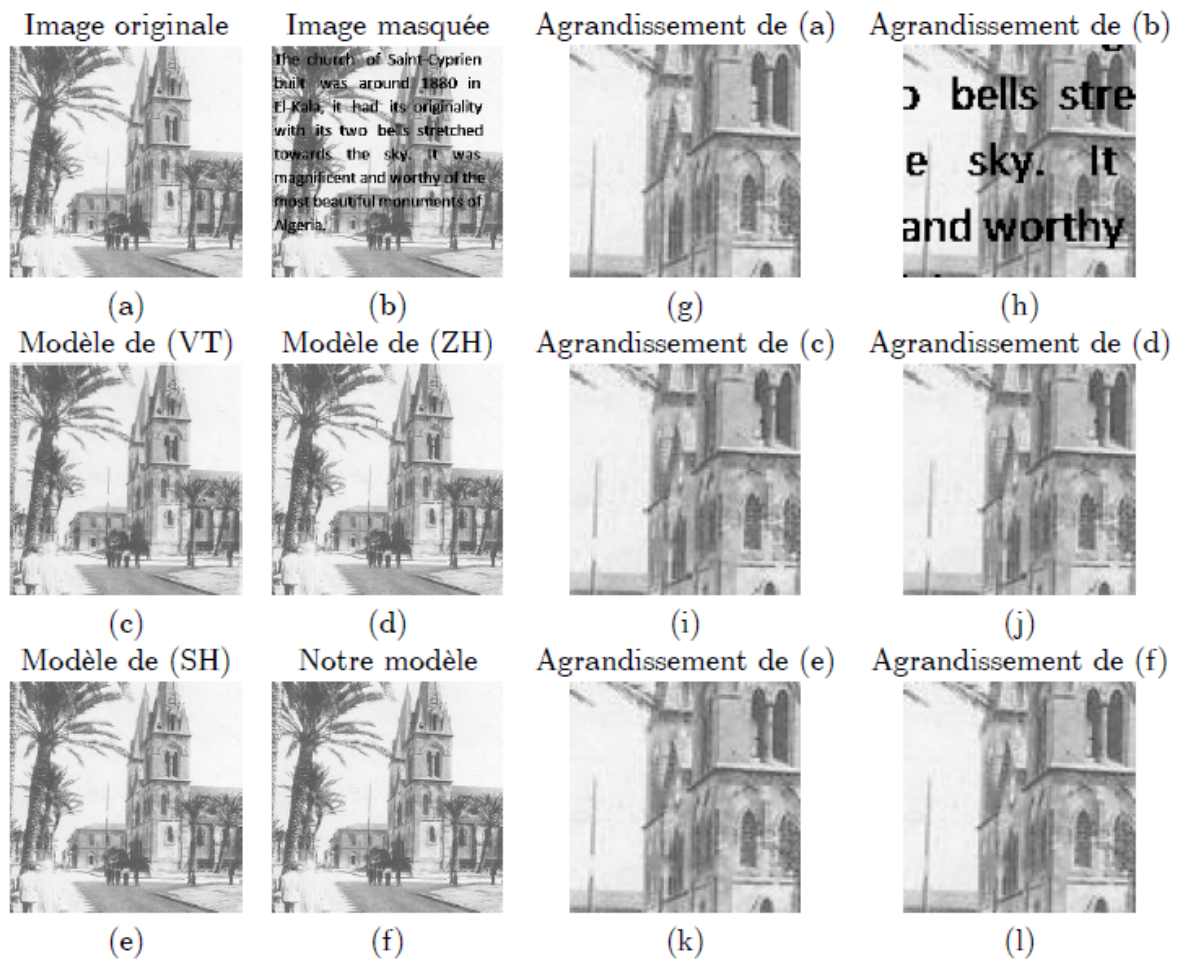 Image originale
Image masquée
Agrandissement de (a)
Agrandissement de (b)
The church of Saint-Cyprien
built was around 1880 in
El-Kala, it had its originality
with its two bells stretched
towards the sky. It was
magnificent and worthy of the
most beautiful monuments of
Algeria.
o bells stre
e sky. It
and worthy
(a)
(b)
(g)
(h)
Modèle de (VT)
Modèle de (ZH)
Agrandissement de (c)
Agrandissement de (d)
(c)
(d)
(i)
(j)
Modèle de (SH)
Notre modèle
Agrandissement de (e)
Agrandissement de (f)
(e)
(f)
(k)
(l)